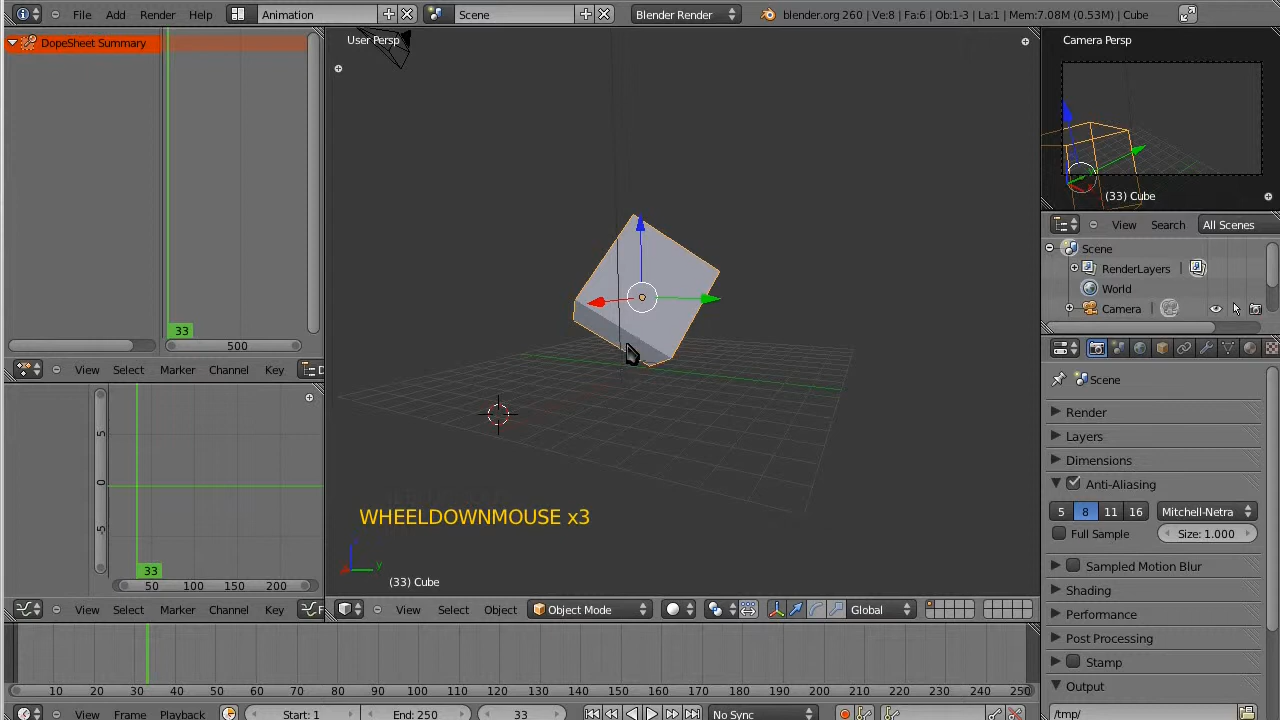 File Add Render Help Animation Scene Blender Render blender.org 260 | Ve:8 | Fa:6 | Ob:1-3 | La:1 | Mem:7.08M (0.53M) | Cube
DopeSheet Summary
33
500
View Select Marker Channel Key
5
0
-5
33
50 100 150 200
View Select Marker Channel Key
User Persp
WHEELDOWNMOUSE x3
z
y
(33) Cube
View Select Object Object Mode Global
Camera Persp
(33) Cube
View Search All Scenes
Scene
RenderLayers |
World
Camera |
Scene
Render
Layers
Dimensions
Anti-Aliasing
5 8 11 16 Mitchell-Netra
Full Sample Size: 1.000
Sampled Motion Blur
Shading
Performance
Post Processing
Stamp
Output
/tmp/
10 20 30 40 50 60 70 80 90 100 110 120 130 140 150 160 170 180 190 200 210 220 230 240 250
View Frame Playback Start: 1 End: 250 33 No Sync